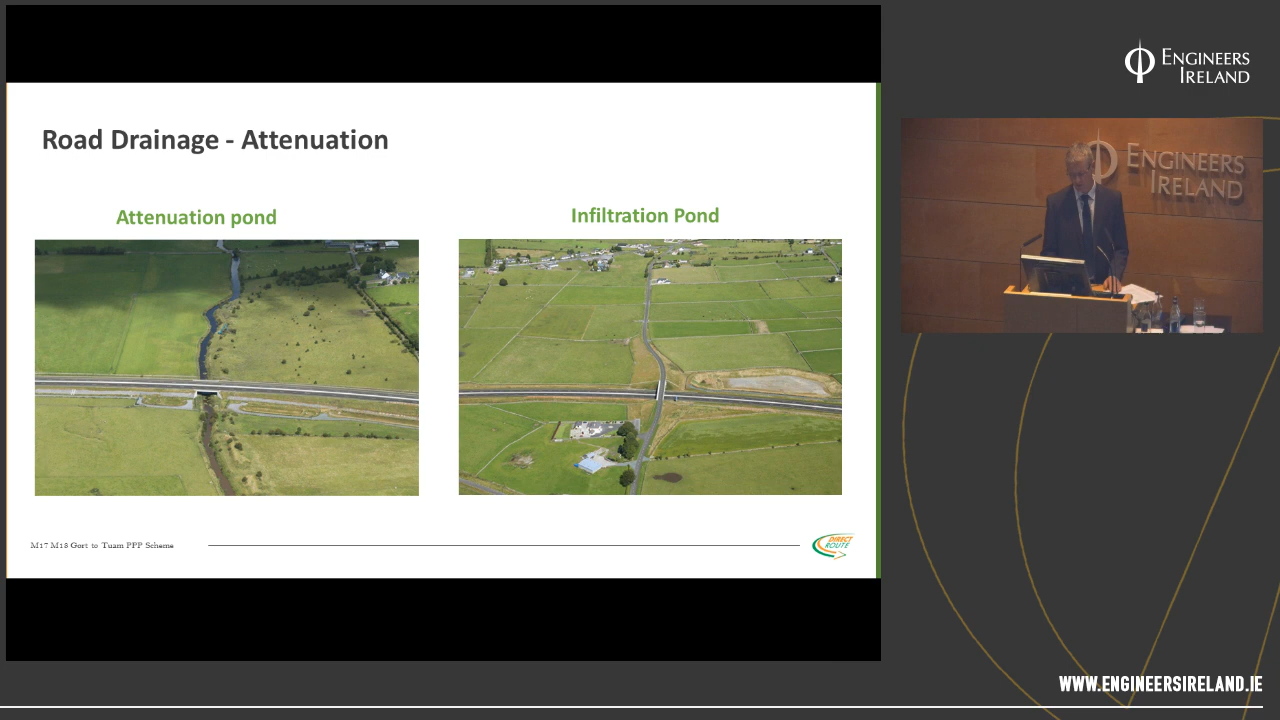 Road Drainage - Attenuation
Attenuation pond
Infiltration Pond
M17 M18 Gort to Tuam PPP Scheme
DIRECT
ROUTE
ENGINEERS
IRELAND
ENGINEERS
IRELAND
WWW.ENGINEERSIRELAND.IE